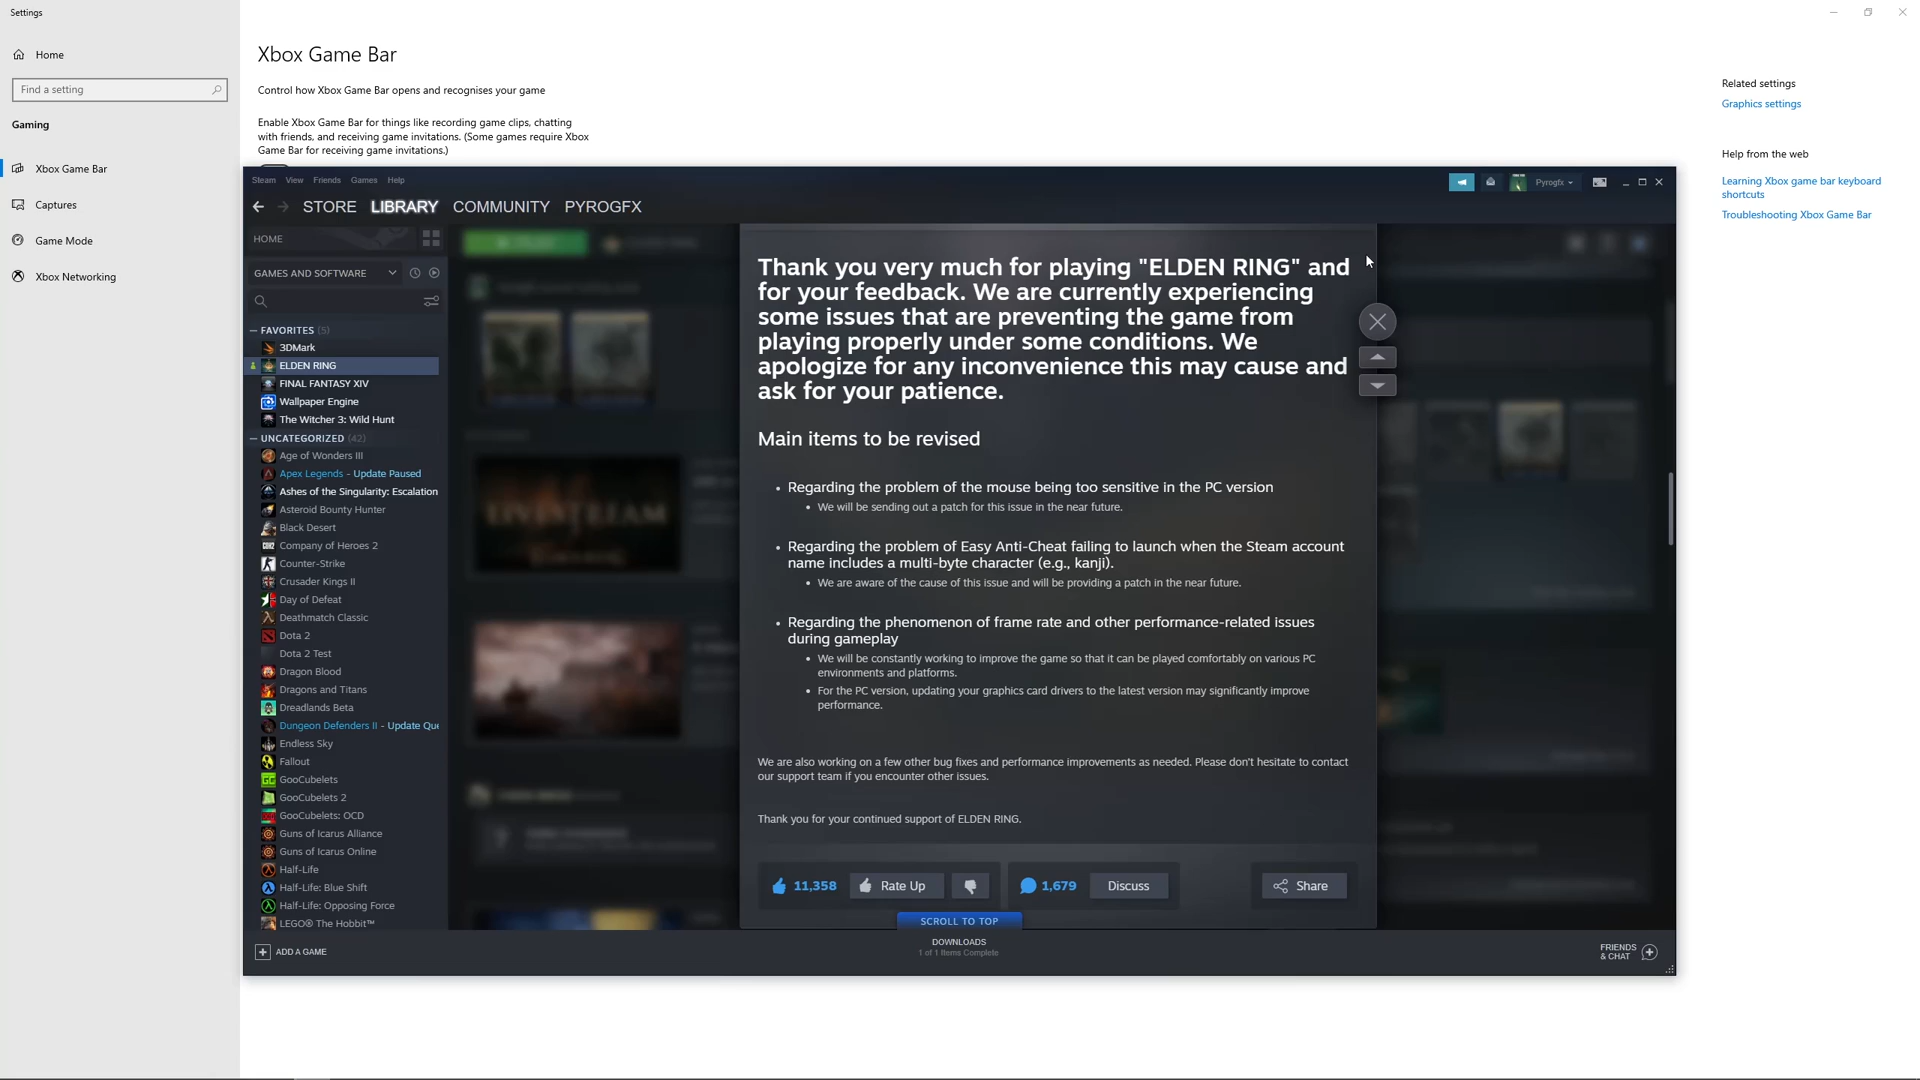 Settings
Home
Find a setting
Gaming
Xbox Game Bar
Captures
Game Mode
Xbox Networking
Xbox Game Bar
Control how Xbox Game Bar opens and recognises your game
Enable Xbox Game Bar for things like recording game clips, chatting
with friends, and receiving game invitations. (Some games require Xbox
Game Bar for receiving game invitations.)
Related settings
Graphics settings
Help from the web
Learning Xbox game bar keyboard
shortcuts
Troubleshooting Xbox Game Bar
Steam View Friends Games Help
Pyrogfx
STORE LIBRARY COMMUNITY PYROGFX
HOME
GAMES AND SOFTWARE
FAVORITES (5)
3DMark
ELDEN RING
FINAL FANTASY XIV
Wallpaper Engine
The Witcher 3: Wild Hunt
UNCATEGORIZED (42)
Age of Wonders III
Apex Legends - Update Paused
Ashes of the Singularity: Escalation
Asteroid Bounty Hunter
Black Desert
Company of Heroes 2
Counter-Strike
Crusader Kings II
Day of Defeat
Deathmatch Classic
Dota 2
Dota 2 Test
Dragon Blood
Dragons and Titans
Dreadlands Beta
Dungeon Defenders II - Update Que
Endless Sky
Fallout
GooCubelets
GooCubelets 2
GooCubelets: OCD
Guns of Icarus Alliance
Guns of Icarus Online
Half-Life
Half-Life: Blue Shift
Half-Life: Opposing Force
LEGO® The Hobbit™
ADD A GAME
Thank you very much for playing "ELDEN RING" and
for your feedback. We are currently experiencing
some issues that are preventing the game from
playing properly under some conditions. We
apologize for any inconvenience this may cause and
ask for your patience.
Main items to be revised
• Regarding the problem of the mouse being too sensitive in the PC version
• We will be sending out a patch for this issue in the near future.
• Regarding the problem of Easy Anti-Cheat failing to launch when the Steam account
name includes a multi-byte character (e.g., kanji).
• We are aware of the cause of this issue and will be providing a patch in the near future.
• Regarding the phenomenon of frame rate and other performance-related issues
during gameplay
• We will be constantly working to improve the game so that it can be played comfortably on various PC
environments and platforms.
• For the PC version, updating your graphics card drivers to the latest version may significantly improve
performance.
We are also working on a few other bug fixes and performance improvements as needed. Please don't hesitate to contact
our support team if you encounter other issues.
Thank you for your continued support of ELDEN RING.
11,358 Rate Up 1,679 Discuss Share
SCROLL TO TOP
DOWNLOADS
1 of 1 Items Complete
FRIENDS
& CHAT